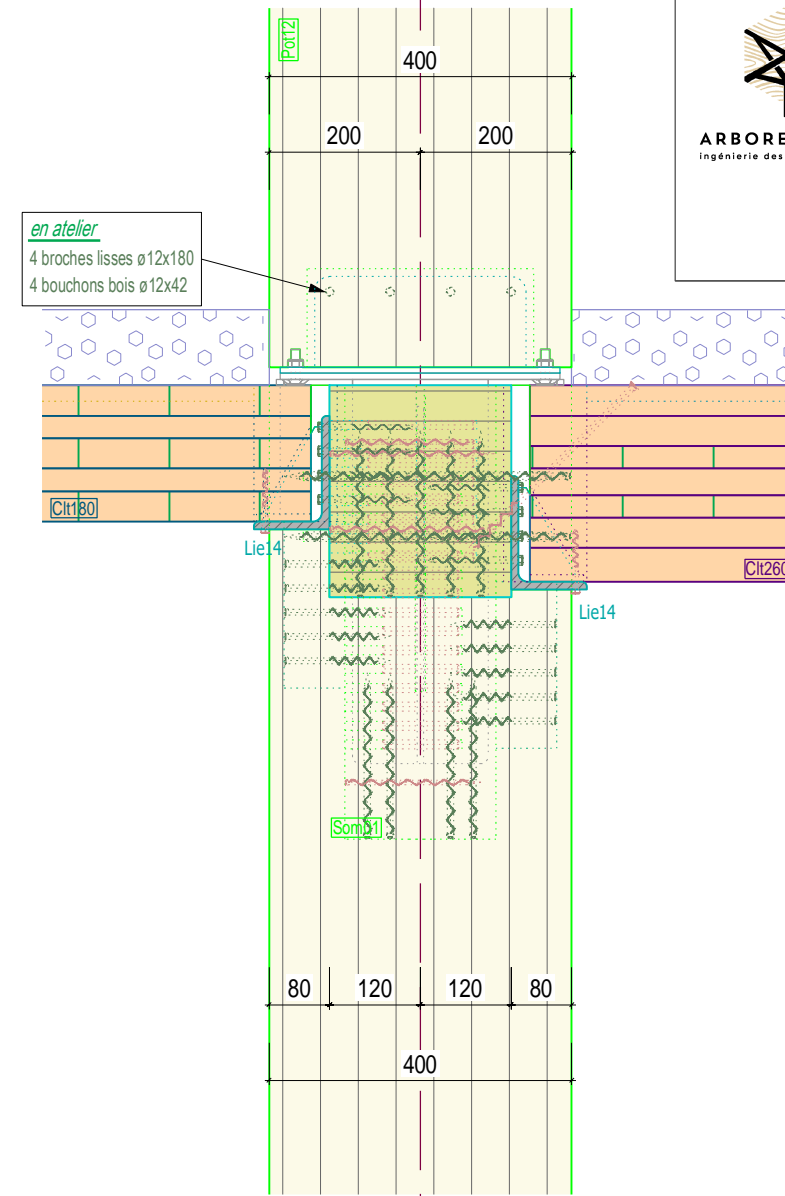 Pot12
400
200
200
ARBORE
ingénierie des
en atelier
4 broches lisses ø12x180
4 bouchons bois ø12x42
Clt180
Lie14
Clt260
Lie14
80
120
120
80
400